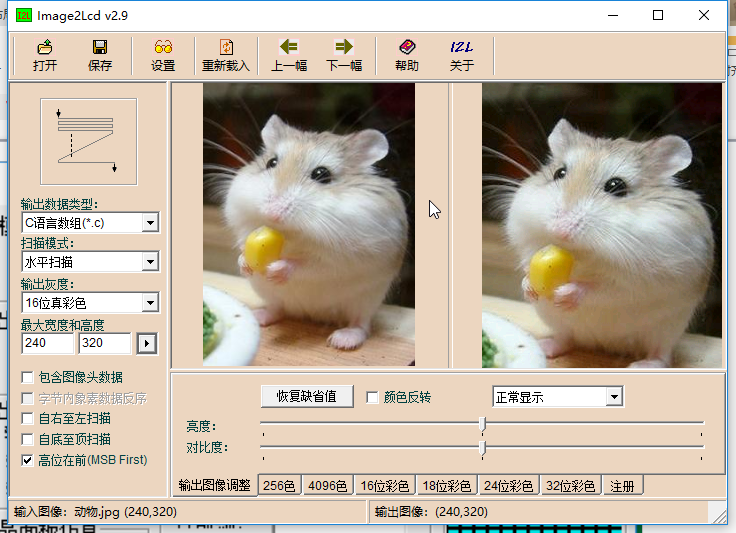 Image2Lcd v2.9
打开 保存 设置 重新载入 上一幅 下一幅 帮助 关于
输出数据类型:
C语言数组(*.c)
扫描模式:
水平扫描
输出灰度:
16位真彩色
最大宽度和高度
240 320
包含图像头数据
字节内象素数据反序
自右至左扫描
自底至顶扫描
高位在前(MSB First)
恢复缺省值 颜色反转 正常显示
亮度:
对比度:
输出图像调整 256色 4096色 16位彩色 18位彩色 24位彩色 32位彩色 注册
输入图像: 动物.jpg (240,320) 输出图像: (240,320)